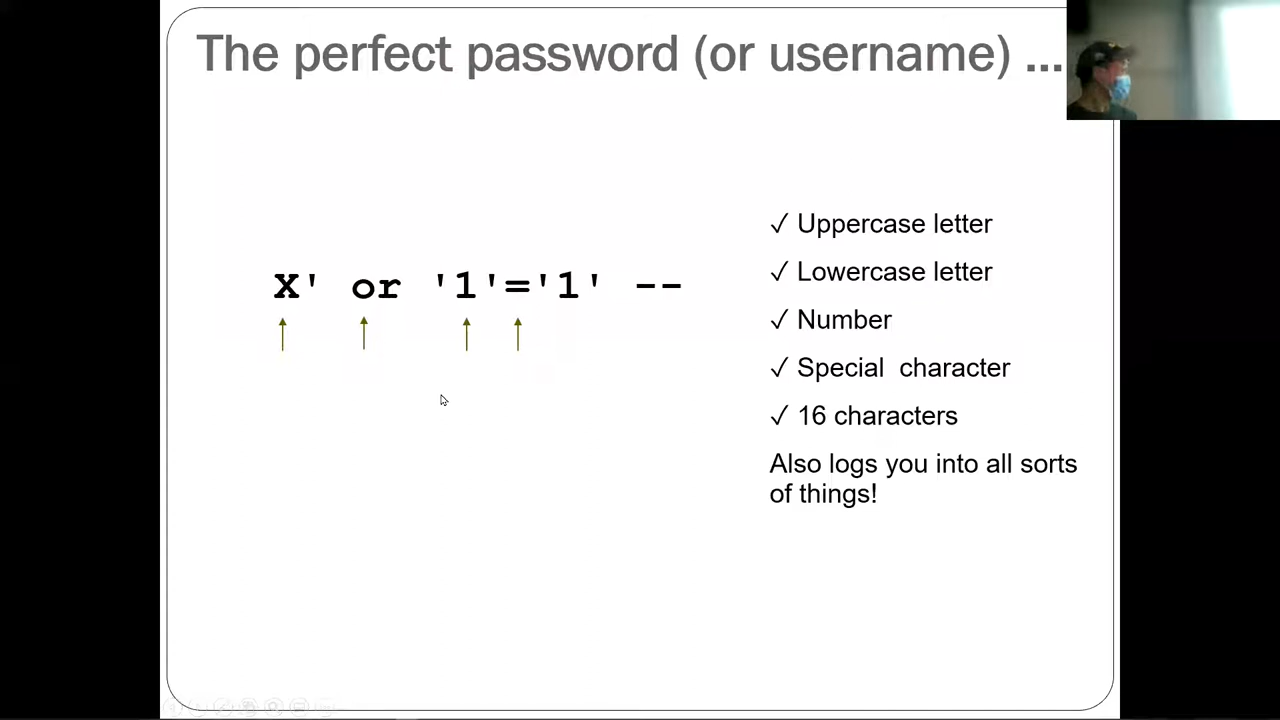 The perfect password (or username) ...
X' or '1'='1' --
✓ Uppercase letter
✓ Lowercase letter
✓ Number
✓ Special character
✓ 16 characters
Also logs you into all sorts
of things!